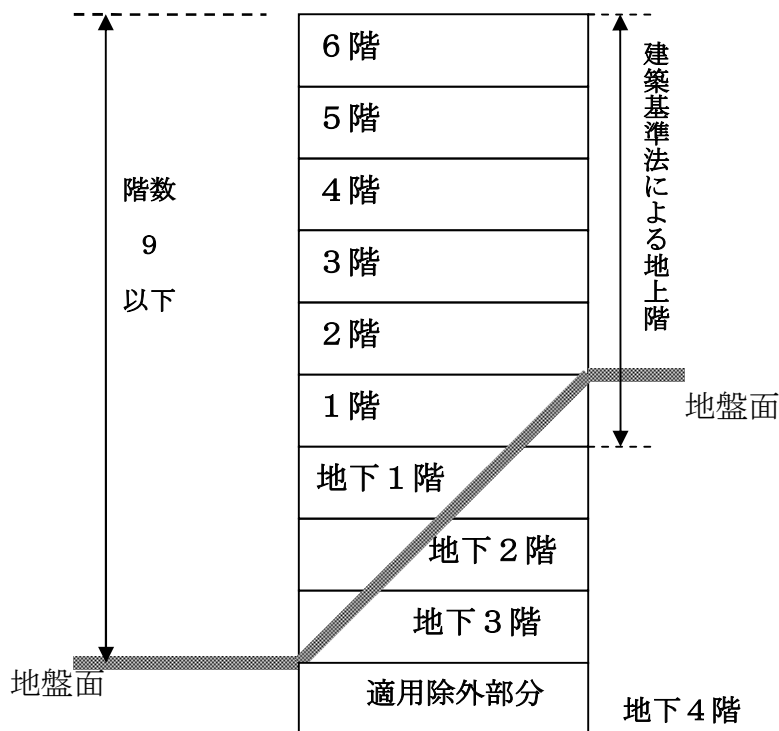 6階
5階
4階
3階
2階
1階
地下1階
地下2階
地下3階
適用除外部分
地下4階
階数
9
以下
建築基準法による地上階
地盤面
地盤面